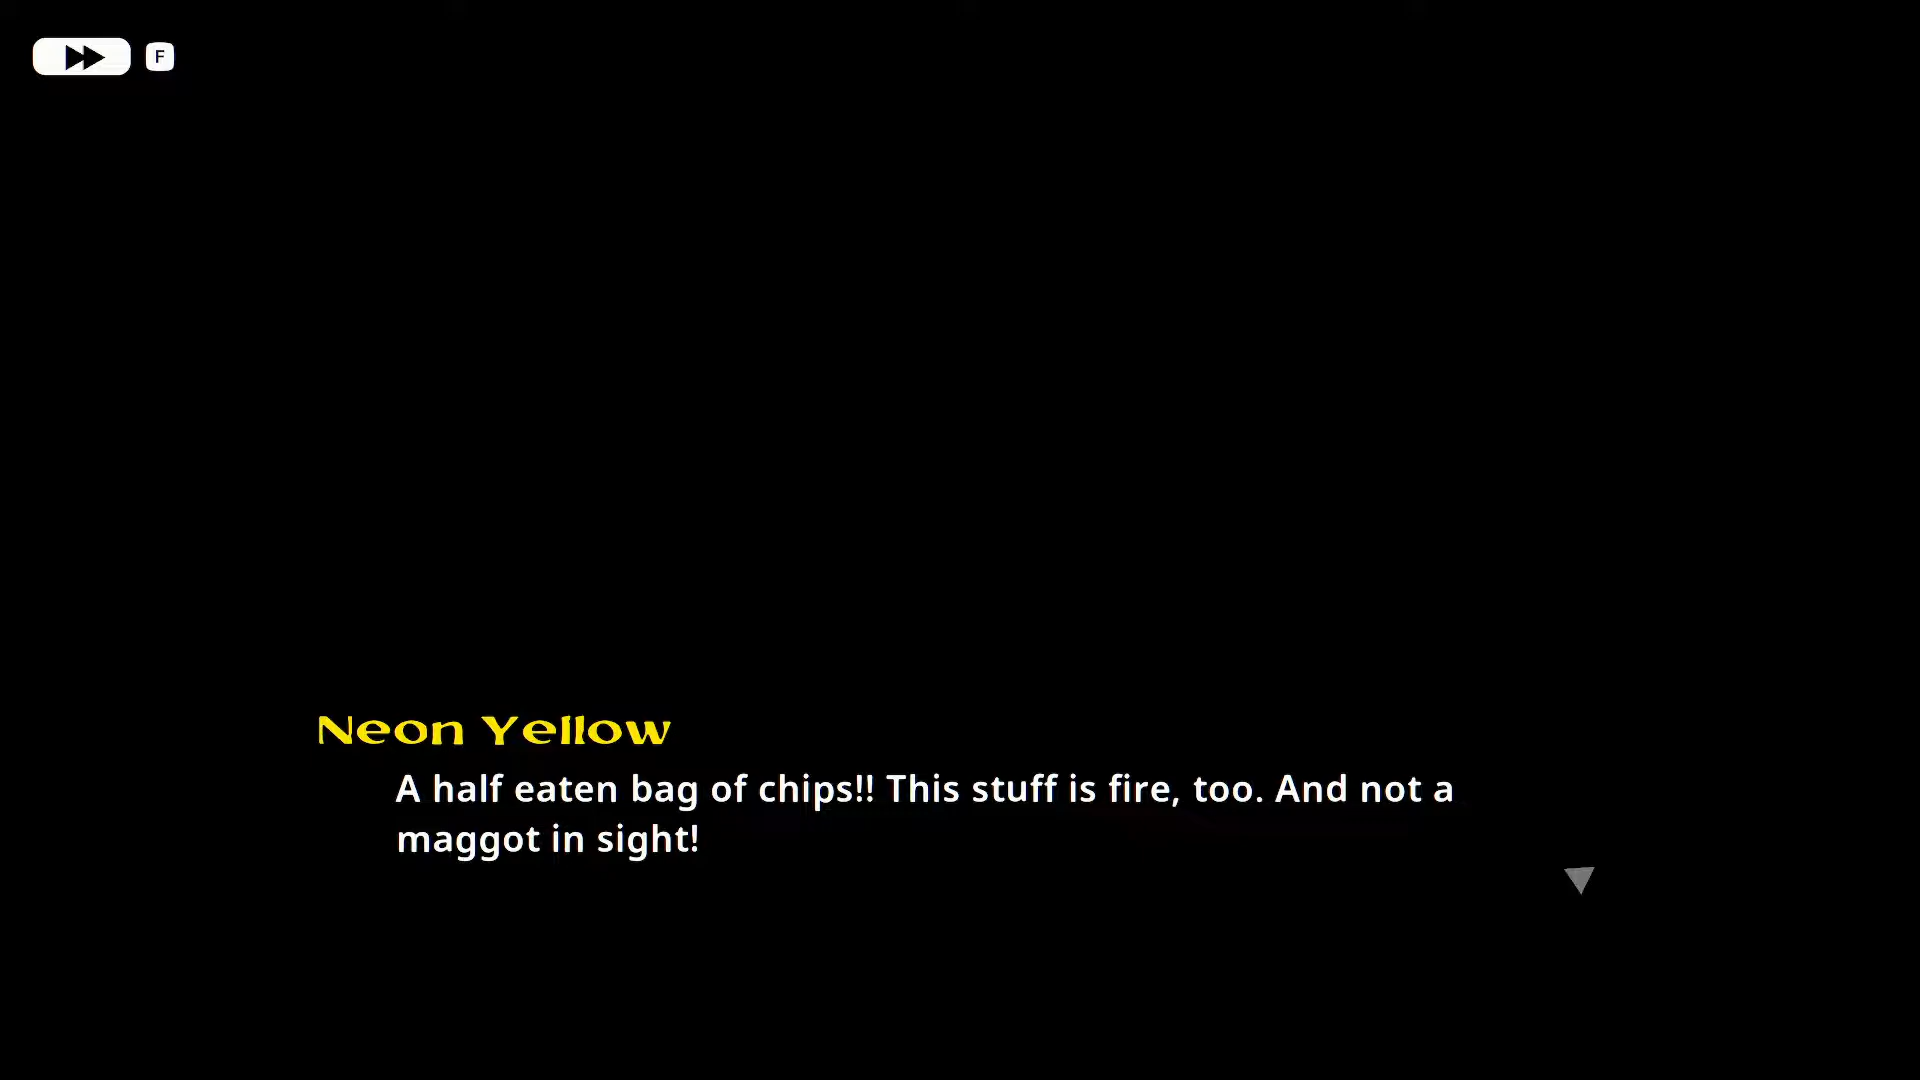 F
Neon Yellow
A half eaten bag of chips!! This stuff is fire, too. And not a
maggot in sight!